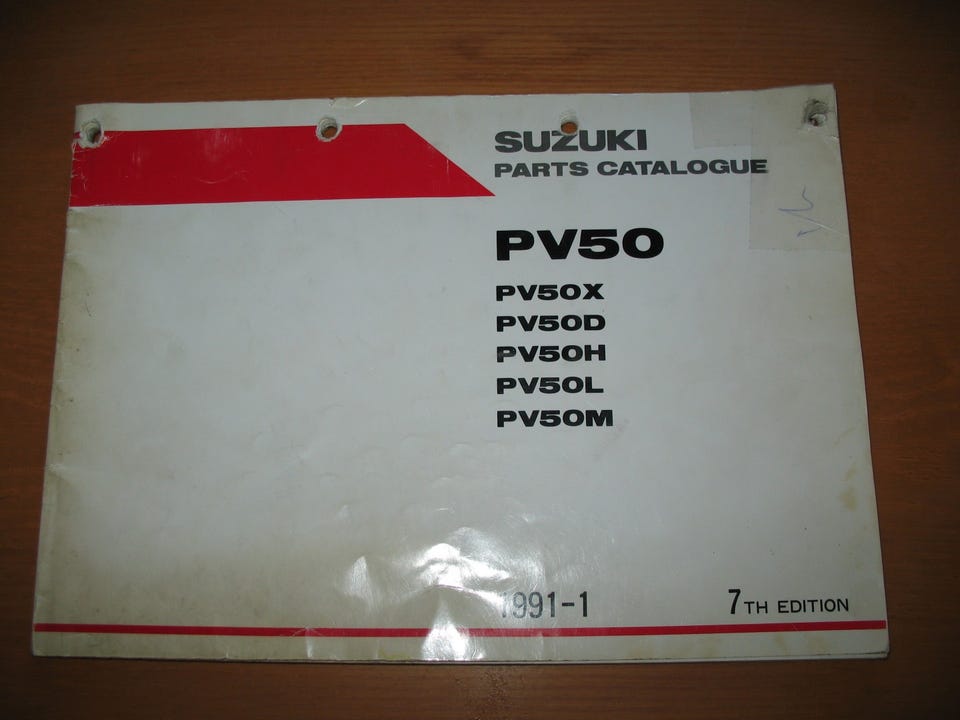 SUZUKI
PARTS CATALOGUE
PV50
PV50X
PV50D
PV50H
PV50L
PV50M
1991-1
7TH EDITION